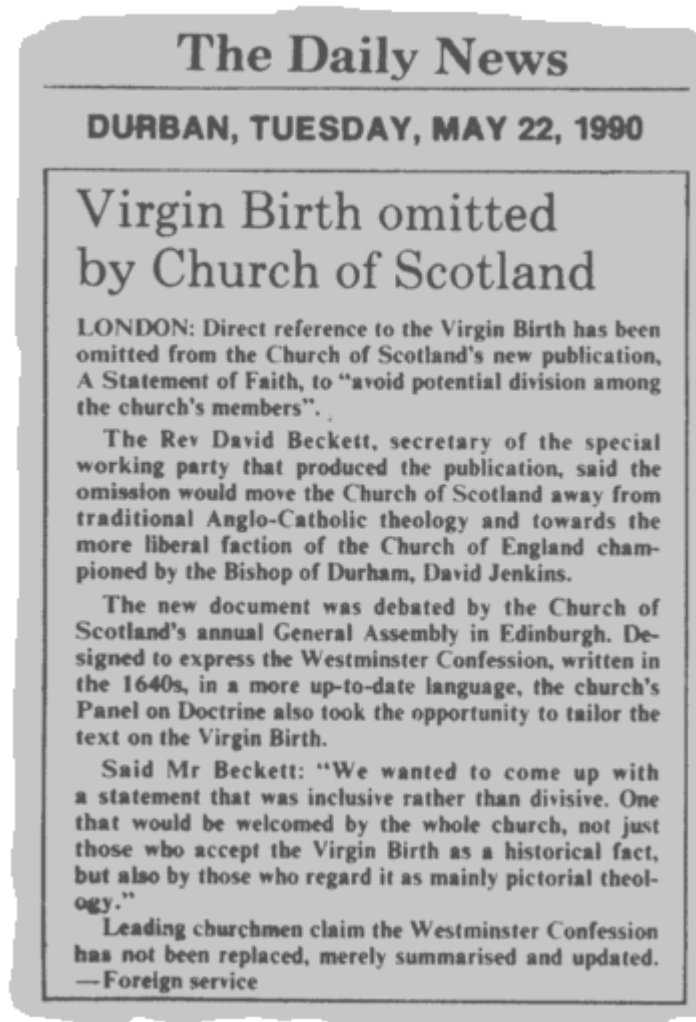 The Daily News
DURBAN, TUESDAY, MAY 22, 1990
Virgin Birth omitted
by Church of Scotland
LONDON: Direct reference to the Virgin Birth has been
omitted from the Church of Scotland's new publication,
A Statement of Faith, to "avoid potential division among
the church's members".
The Rev David Beckett, secretary of the special
working party that produced the publication, said the
omission would move the Church of Scotland away from
traditional Anglo-Catholic theology and towards the
more liberal faction of the Church of England cham-
pioned by the Bishop of Durham, David Jenkins.
The new document was debated by the Church of
Scotland's annual General Assembly in Edinburgh. De-
signed to express the Westminster Confession, written in
the 1640s, in a more up-to-date language, the church's
Panel on Doctrine also took the opportunity to tailor the
text on the Virgin Birth.
Said Mr Beckett: "We wanted to come up with
a statement that was inclusive rather than divisive. One
that would be welcomed by the whole church, not just
those who accept the Virgin Birth as a historical fact,
but also by those who regard it as mainly pictorial theol-
ogy."
Leading churchmen claim the Westminster Confession
has not been replaced, merely summarised and updated.
— Foreign service